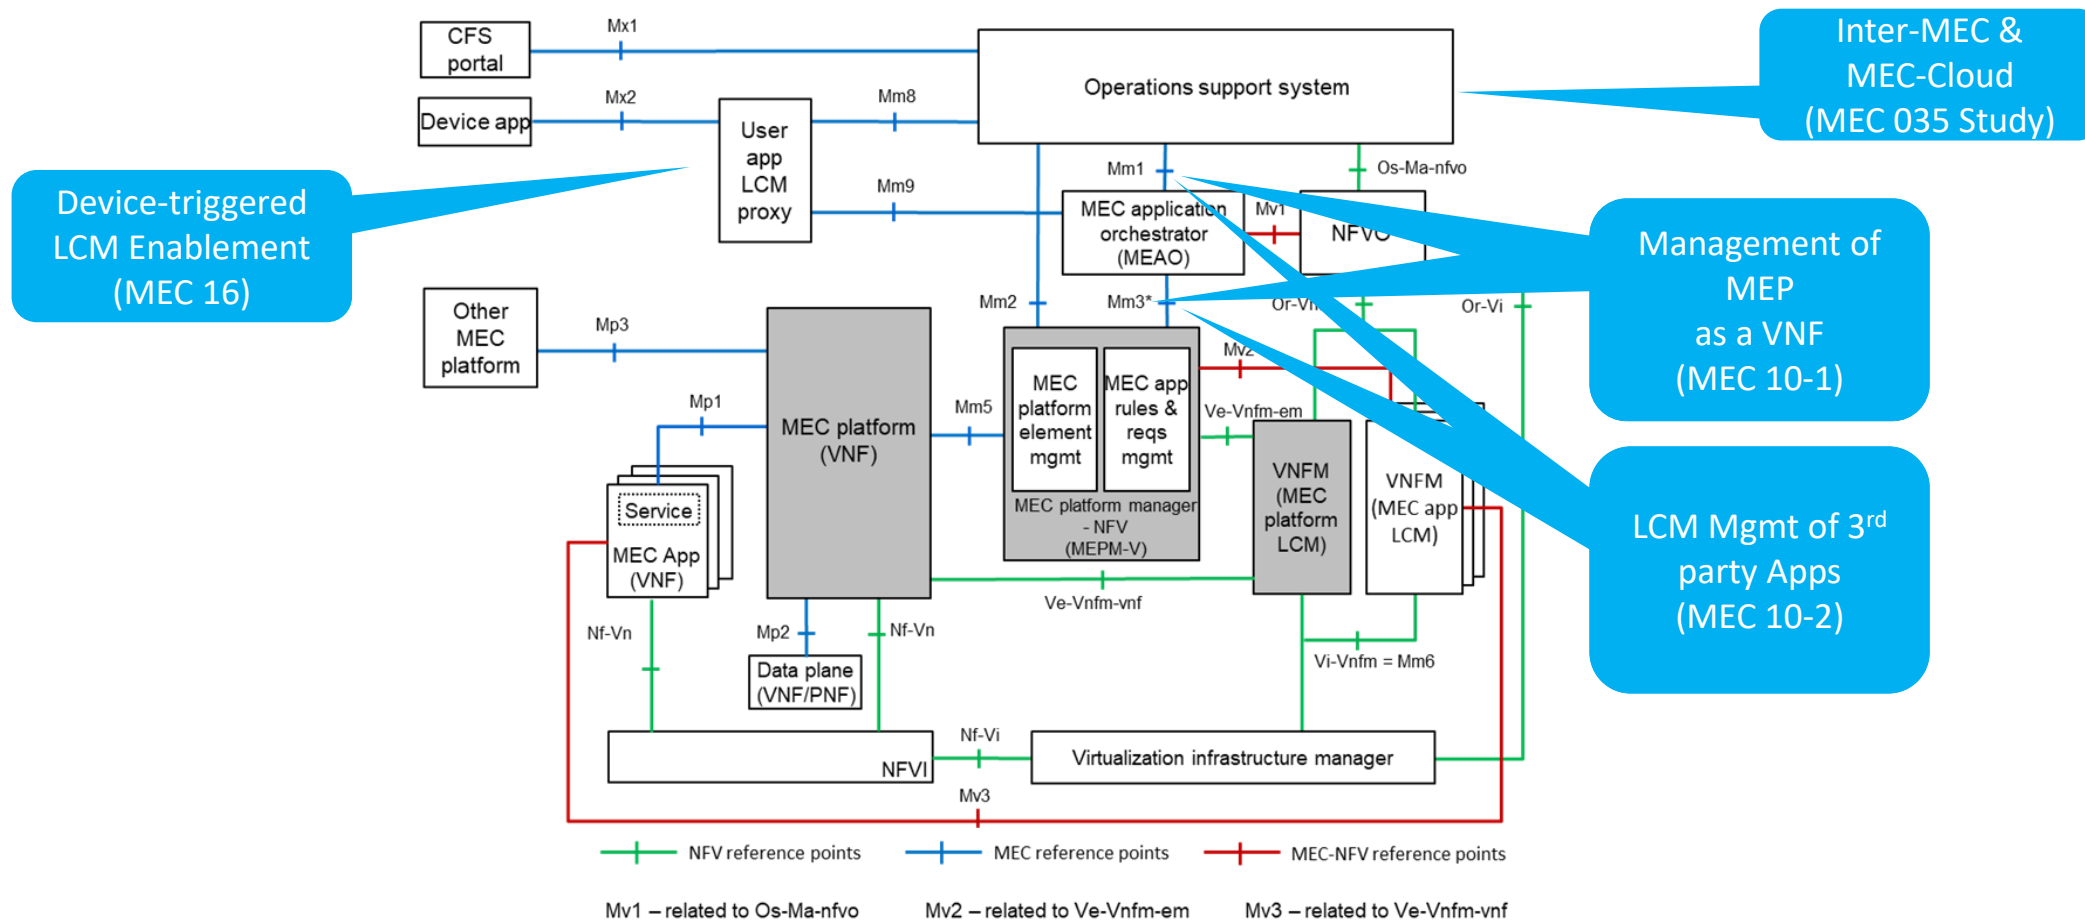 CFS
portal
Mx1
Operations support system
Inter-MEC &
MEC-Cloud
(MEC 035 Study)
Device app
Mx2
User
app
LCM
proxy
Mm8
Mm9
Mm1
Os-Ma-nfvo
Device-triggered
LCM Enablement
(MEC 16)
MEC application
orchestrator
(MEAO)
Mv1
NFVO
Management of
MEP
as a VNF
(MEC 10-1)
Other
MEC
platform
Mp3
Mm2
Mm3*
Or-Vi
Mv2
MEC platform
(VNF)
Mp1
Mm5
MEC
platform
element
mgmt
MEC app
rules &
reqs
mgmt
MEC platform manager
- NFV
(MEPM-V)
Ve-Vnfm-em
VNFM
(MEC
platform
LCM)
VNFM
(MEC app
LCM)
LCM Mgmt of 3rd
party Apps
(MEC 10-2)
Service
MEC App
(VNF)
Ve-Vnfm-vnf
Nf-Vn
Mp2
Nf-Vn
Data plane
(VNF/PNF)
Vi-Vnfm = Mm6
NFVI
Nf-Vi
Virtualization infrastructure manager
Mv3
NFV reference points
MEC reference points
MEC-NFV reference points
Mv1 – related to Os-Ma-nfvo
Mv2 – related to Ve-Vnfm-em
Mv3 – related to Ve-Vnfm-vnf